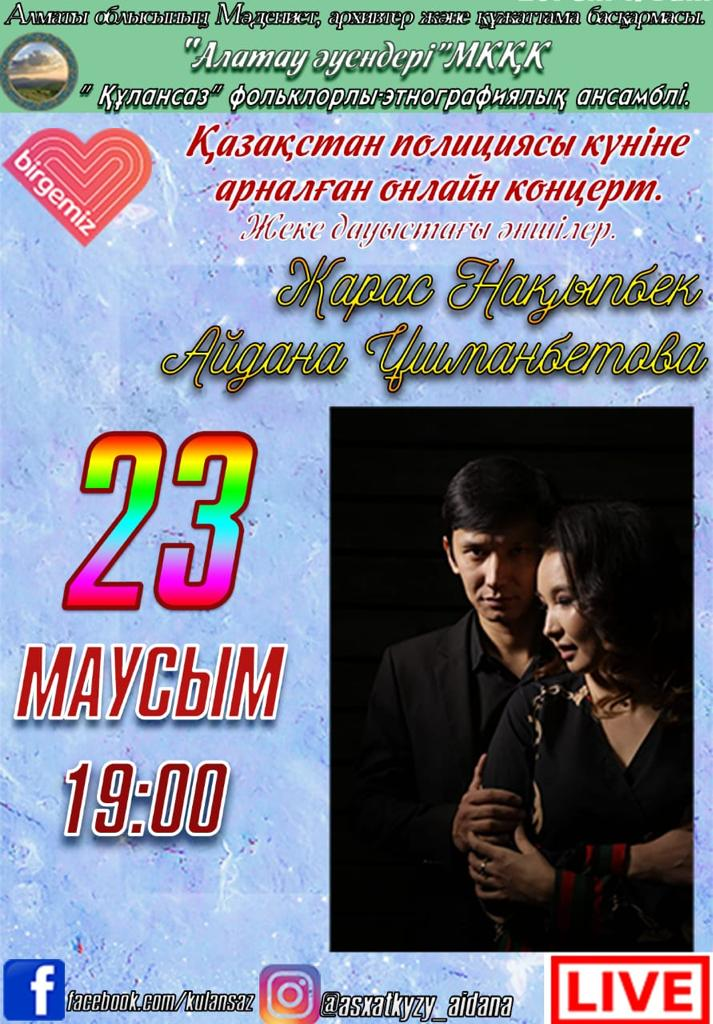 Алматы облысының Мәдениет, архивтер және құжаттама басқармасы.
"Алатау әуендері"МКҚК
" Құлансаз" фольклорлы-этнографиялық ансамблі.
birgemiz
Қазақстан полициясы күніне
арналған онлайн концерт.
Жеке дауыстағы әншілер.
Жарас Нақыпбек
Айдана Ұшманбетова
23
МАУСЫМ
19:00
facebook.com/kulansaz
@asxatkyzy_aidana
LIVE